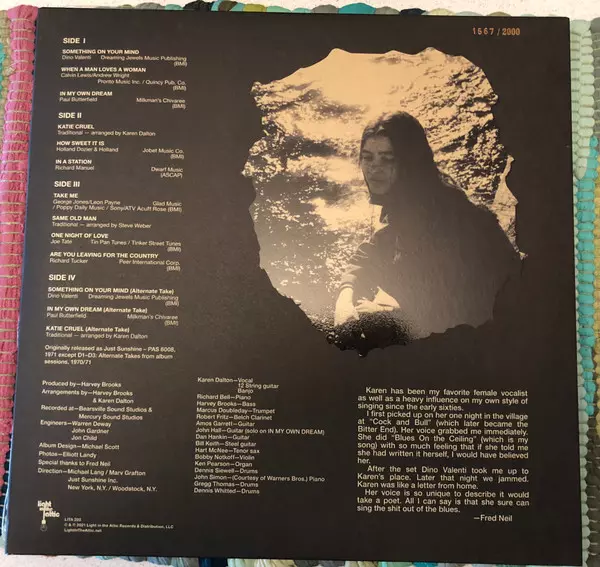 1567 / 2000
SIDE I
SOMETHING ON YOUR MIND
Dino Valenti Dreaming Jewels Music Publishing
(BMI)
WHEN A MAN LOVES A WOMAN
Calvin Lewis/Andrew Wright
Pronto Music Inc. / Quincy Pub. Co.
(BMI)
IN MY OWN DREAM
Paul Butterfield Milkman's Chivaree
(BMI)
SIDE II
KATIE CRUEL
Traditional — arranged by Karen Dalton
HOW SWEET IT IS
Holland Dozier & Holland Jobet Music Co.
(BMI)
IN A STATION
Richard Manuel Dwarf Music
(ASCAP)
SIDE III
TAKE ME
George Jones/Leon Payne Glad Music
/ Poppy Daily Music / Sony/ATV Acuff Rose (BMI)
SAME OLD MAN
Traditional — arranged by Steve Weber
ONE NIGHT OF LOVE
Joe Tate Tin Pan Tunes / Tinker Street Tunes
(BMI)
ARE YOU LEAVING FOR THE COUNTRY
Richard Tucker Peer International Corp.
(BMI)
SIDE IV
SOMETHING ON YOUR MIND (Alternate Take)
Dino Valenti Dreaming Jewels Music Publishing
(BMI)
IN MY OWN DREAM (Alternate Take)
Paul Butterfield Milkman's Chivaree
(BMI)
KATIE CRUEL (Alternate Take)
Traditional — arranged by Karen Dalton
Originally released as Just Sunshine – PAS 6008,
1971 except D1–D3: Alternate Takes from album
sessions, 1970/71
Produced by—Harvey Brooks
Arrangements by—Harvey Brooks
& Karen Dalton
Recorded at—Bearsville Sound Studios &
Mercury Sound Studios
Engineers—Warren Dewey
John Gardner
Jon Child
Album Design—Michael Scott
Photos—Elliott Landy
Special thanks to Fred Neil
Direction—Michael Lang / Marv Grafton
Just Sunshine Inc.
New York, N.Y. / Woodstock, N.Y.
Karen Dalton—Vocal
12 String guitar
Banjo
Richard Bell—Piano
Harvey Brooks—Bass
Marcus Doubleday—Trumpet
Robert Fritz—Belch Clarinet
Amos Garrett—Guitar
John Hall—Guitar (solo on IN MY OWN DREAM)
Dan Hankin—Guitar
Bill Keith—Steel guitar
Hart McNee—Tenor sax
Bobby Notkoff—Violin
Ken Pearson—Organ
Dennis Siewell—Drums
John Simon—(Courtesy of Warners Bros.) Piano
Gregg Thomas—Drums
Dennis Whitted—Drums
Karen has been my favorite female vocalist
as well as a heavy influence on my own style of
singing since the early sixties.
I first picked up on her one night in the village
at "Cock and Bull" (which later became the
Bitter End). Her voice grabbed me immediately.
She did "Blues On the Ceiling" (which is my
song) with so much feeling that if she told me
she had written it herself, I would have believed
her.
After the set Dino Valenti took me up to
Karen's place. Later that night we jammed.
Karen was like a letter from home.
Her voice is so unique to describe it would
take a poet. All I can say is that she sure can
sing the shit out of the blues.
—Fred Neil
light
in the
attic
LITA 203
℗ & © 2021 Light in the Attic Records & Distribution, LLC
LightInTheAttic.net